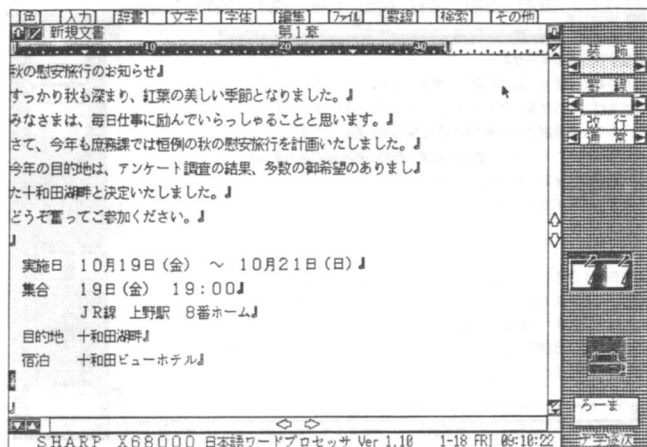 [色] [入力] [辞書] [文字] [字体] [編集] [ファイル] [罫線] [検索] [その他]
新規文書 第1章
10 20 30
秋の慰安旅行のお知らせ』
すっかり秋も深まり、紅葉の美しい季節となりました。』
みなさまは、毎日仕事に励んでいらっしゃることと思います。』
さて、今年も庶務課では恒例の秋の慰安旅行を計画いたしました。』
今年の目的地は、アンケート調査の結果、多数の御希望のありまし』
た十和田湖畔と決定いたしました。』
どうぞ奮ってご参加ください。』
』
実施日 10月19日(金) ~ 10月21日(日)』
集合 19日(金) 19:00』
JR線 上野駅 8番ホーム』
目的地 十和田湖畔』
宿泊 十和田ビューホテル』
』
装飾
罫線
改行
通常
ろーま
SHARP X68000 日本語ワードプロセッサ Ver 1.10 1-18 FRI 09:10:22